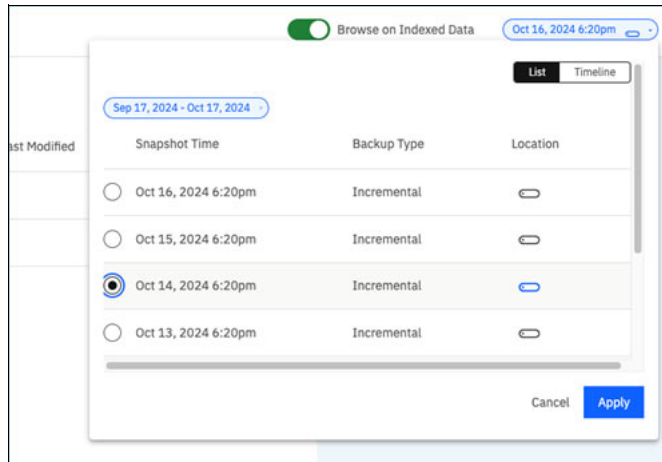 Browse on Indexed Data Oct 16, 2024 6:20pm
List Timeline
Sep 17, 2024 - Oct 17, 2024
ast Modified Snapshot Time Backup Type Location
Oct 16, 2024 6:20pm Incremental
Oct 15, 2024 6:20pm Incremental
Oct 14, 2024 6:20pm Incremental
Oct 13, 2024 6:20pm Incremental
Cancel Apply